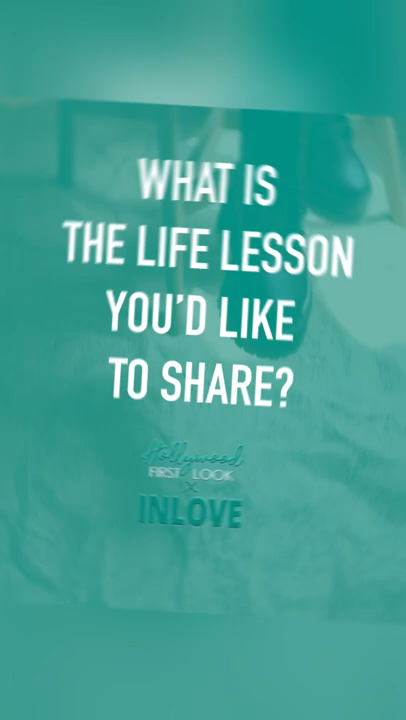 WHAT IS
THE LIFE LESSON
YOU'D LIKE
TO SHARE?
Hollywood
FIRST LOOK
X
INLOVE